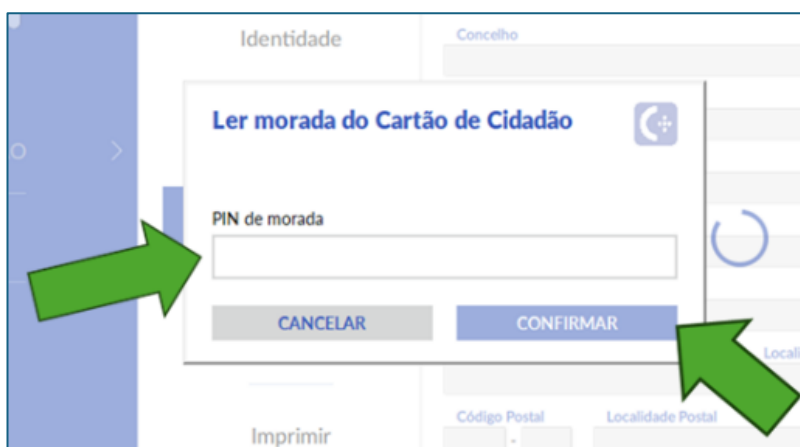 Identidade
Concelho
Ler morada do Cartão de Cidadão
PIN de morada
CANCELAR
CONFIRMAR
Código Postal
Localidade Postal
-
Imprimir